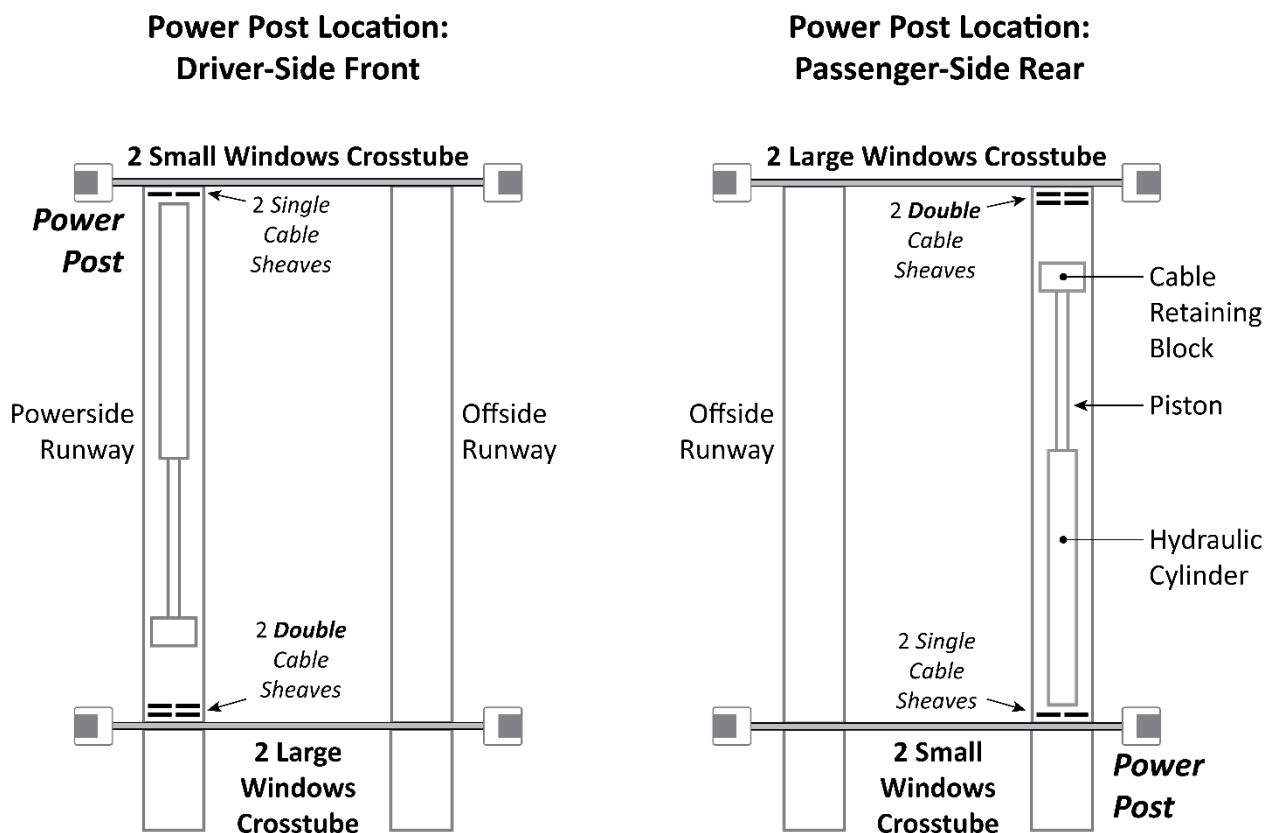 Power Post Location:
Driver-Side Front
2 Small Windows Crosstube
2 Single
Cable
Sheaves
Power
Post
Powerside
Runway
Offside
Runway
2 Double
Cable
Sheaves
2 Large
Windows
Crosstube
Power Post Location:
Passenger-Side Rear
2 Large Windows Crosstube
2 Double
Cable
Sheaves
Cable
Retaining
Block
Piston
Offside
Runway
Hydraulic
Cylinder
2 Single
Cable
Sheaves
2 Small
Windows
Crosstube
Power
Post